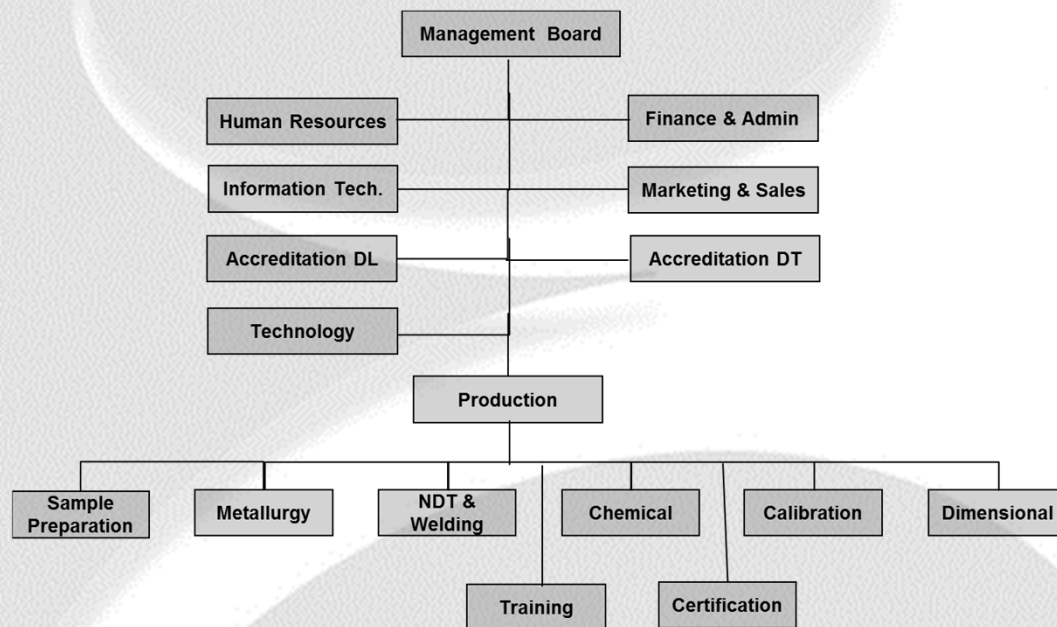 Management Board
Human Resources
Finance & Admin
Information Tech.
Marketing & Sales
Accreditation DL
Accreditation DT
Technology
Production
Sample
Preparation
Metallurgy
NDT &
Welding
Chemical
Calibration
Dimensional
Training
Certification